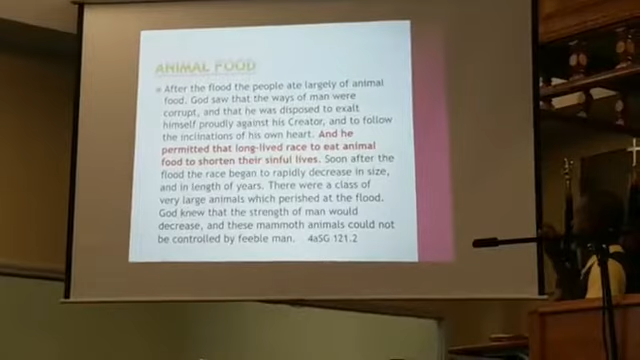 ANIMAL FOOD
After the flood the people ate largely of animal
food. God saw that the ways of man were
corrupt, and that he was disposed to exalt
himself proudly against his Creator, and to follow
the inclinations of his own heart. And he
permitted that long-lived race to eat animal
food to shorten their sinful lives. Soon after the
flood the race began to rapidly decrease in size,
and in length of years. There were a class of
very large animals which perished at the flood.
God knew that the strength of man would
decrease, and these mammoth animals could not
be controlled by feeble man. 4aSG 121.2